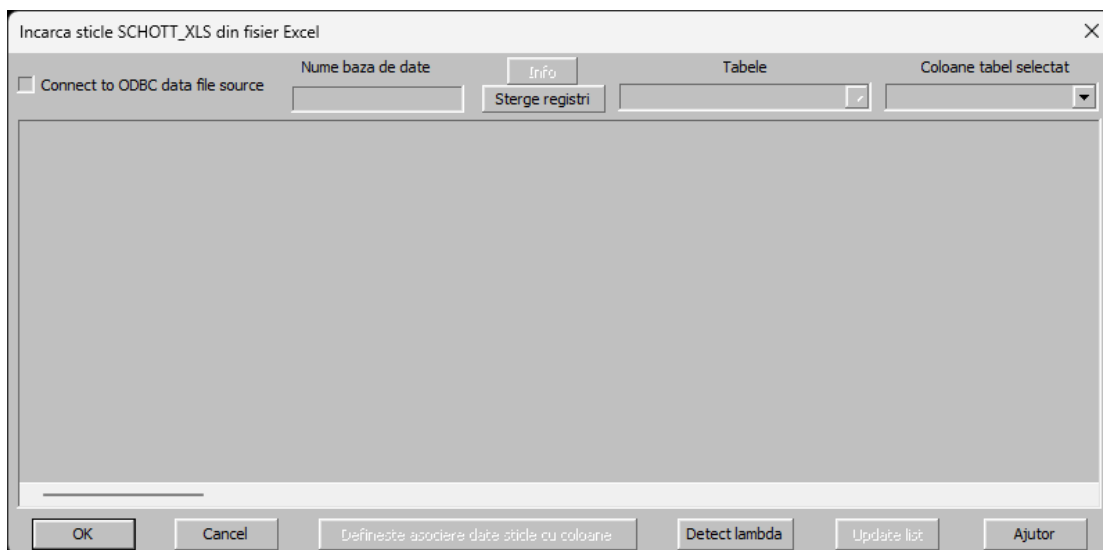 Incarca sticle SCHOTT_XLS din fisier Excel
Connect to ODBC data file source
Nume baza de date
Info
Sterge registri
Tabele
Coloane tabel selectat
OK
Cancel
Defineste asociere date sticle cu coloane
Detect lambda
Update list
Ajutor